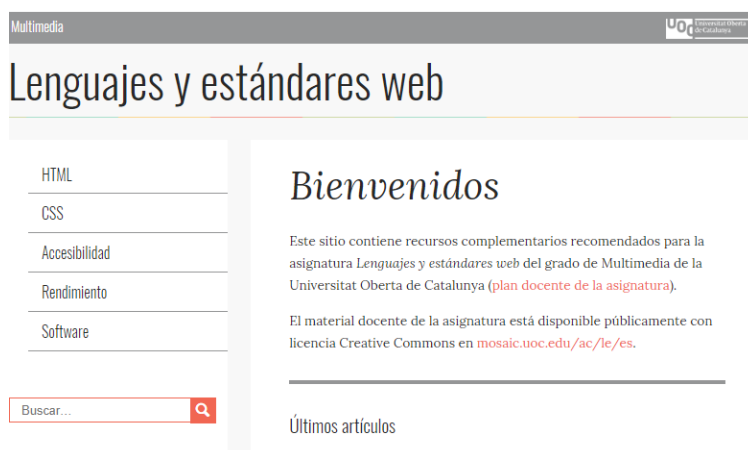 Multimedia
UOC Universitat Oberta
de Catalunya
Lenguajes y estándares web
HTML
CSS
Accesibilidad
Rendimiento
Software
Buscar...
Bienvenidos
Este sitio contiene recursos complementarios recomendados para la
asignatura Lenguajes y estándares web del grado de Multimedia de la
Universitat Oberta de Catalunya (plan docente de la asignatura).
El material docente de la asignatura está disponible públicamente con
licencia Creative Commons en mosaic.uoc.edu/ac/le/es.
Últimos artículos